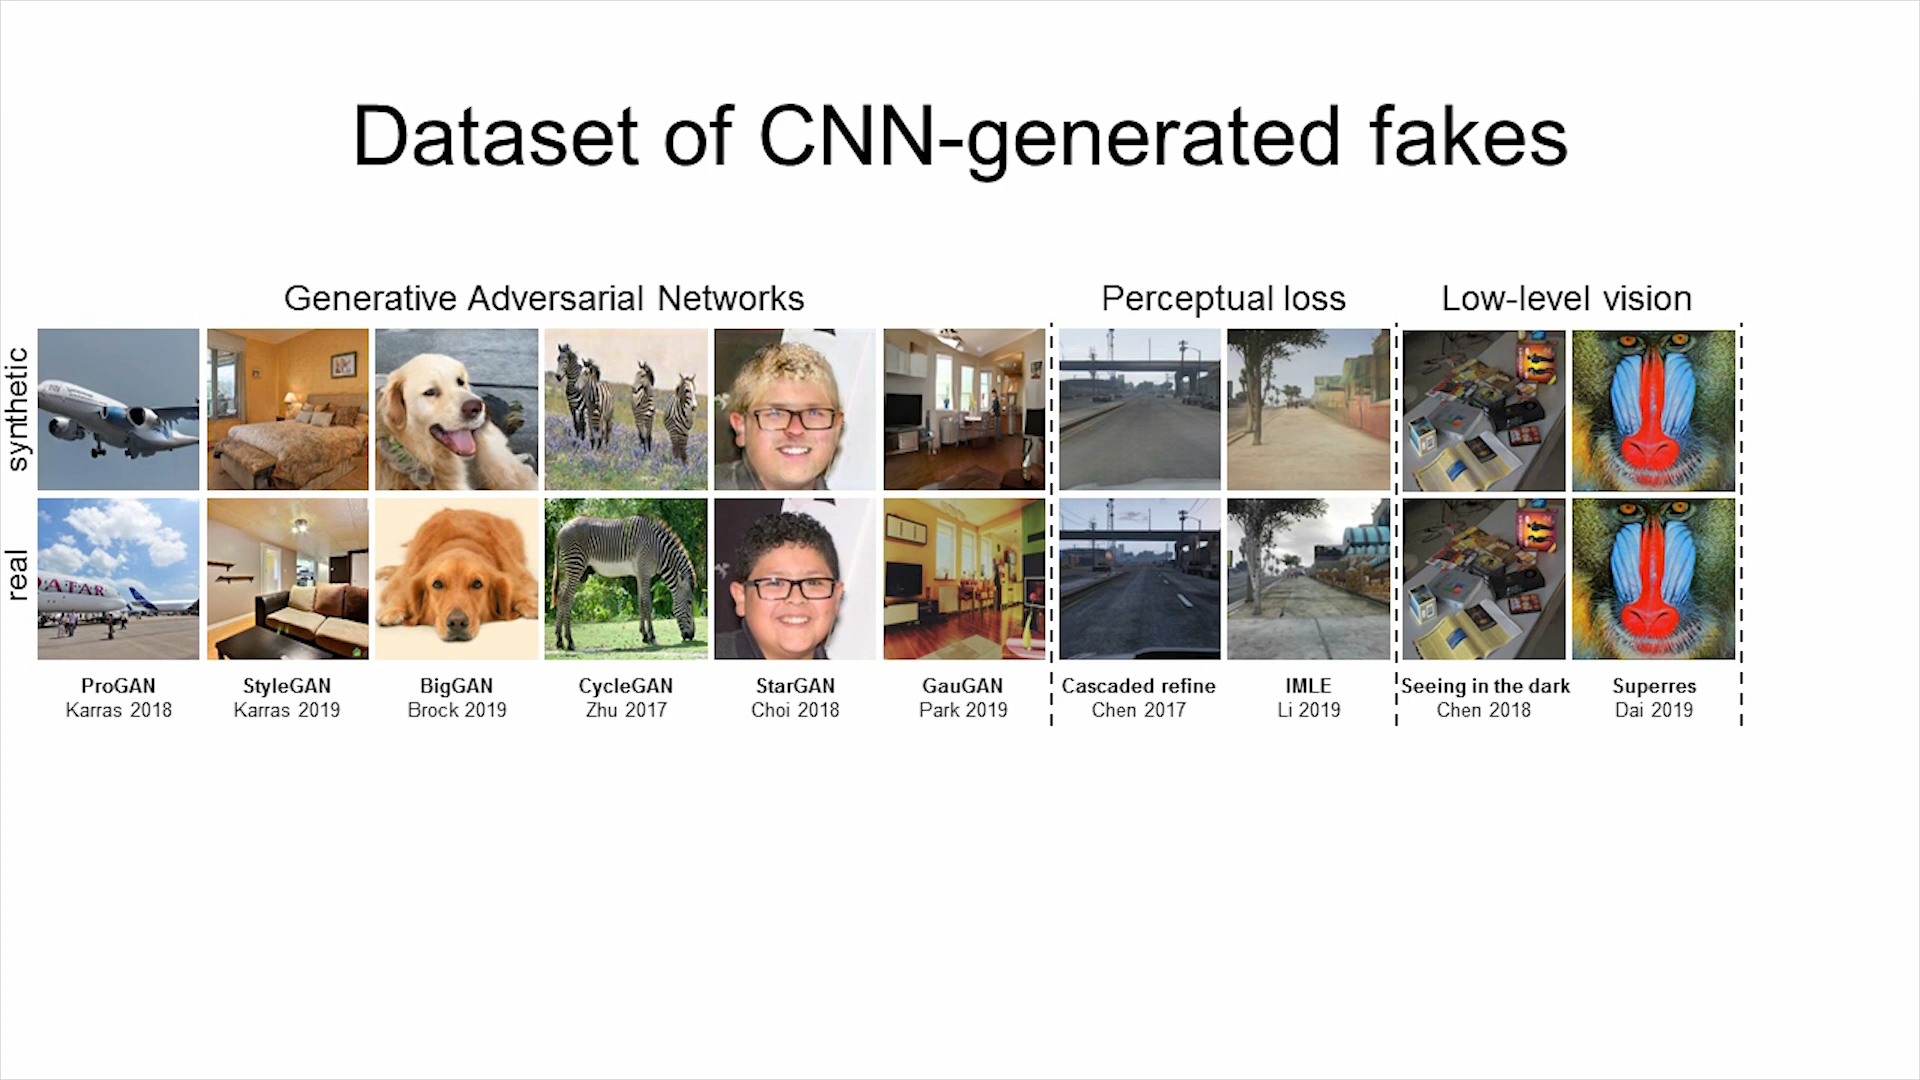 Dataset of CNN-generated fakes
Generative Adversarial Networks
Perceptual loss
Low-level vision
synthetic
real
ATAR
ProGAN
Karras 2018
StyleGAN
Karras 2019
BigGAN
Brock 2019
CycleGAN
Zhu 2017
StarGAN
Choi 2018
GauGAN
Park 2019
Cascaded refine
Chen 2017
IMLE
Li 2019
Seeing in the dark
Chen 2018
Superres
Dai 2019